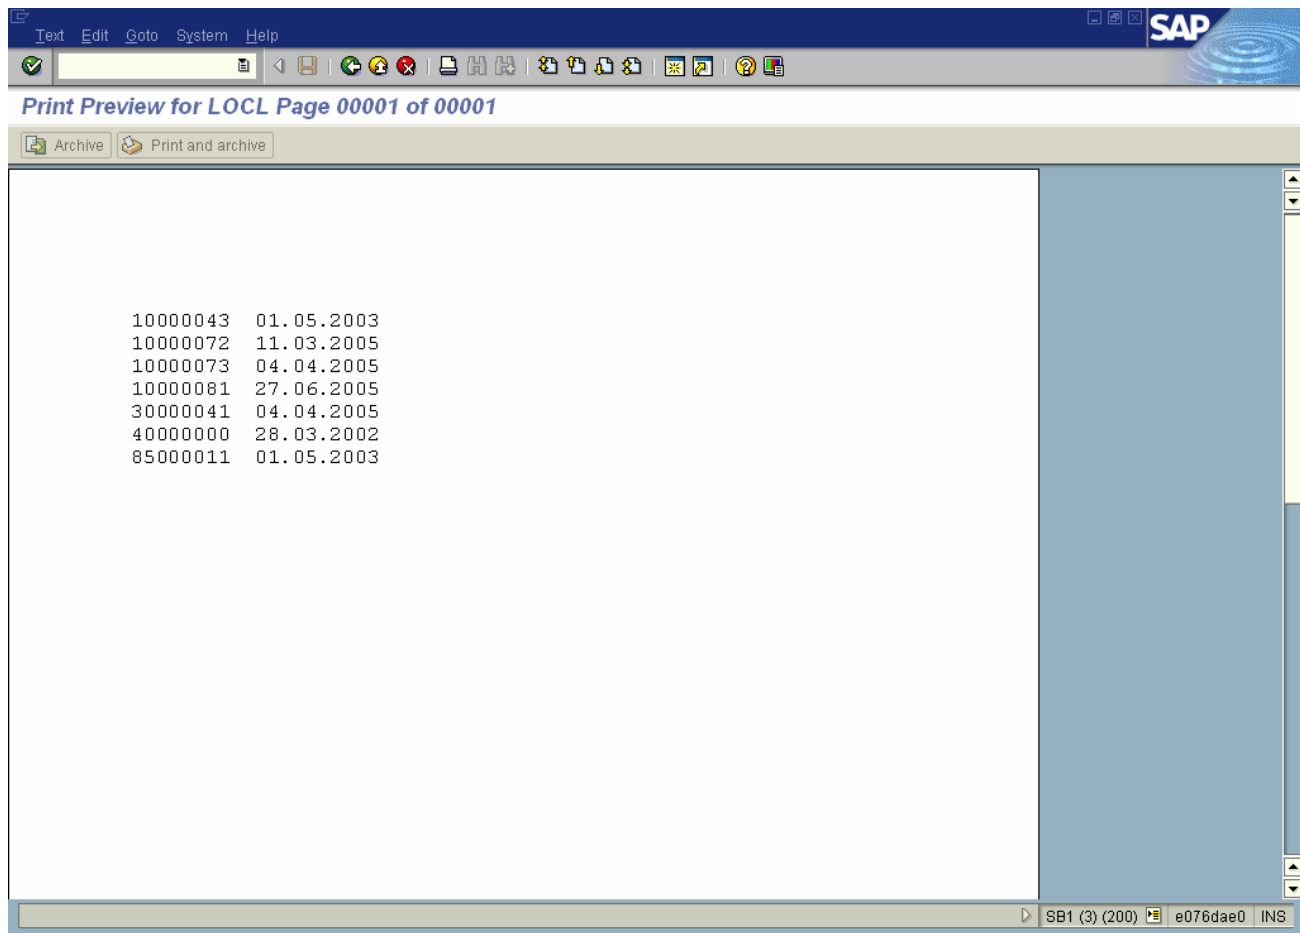 Text Edit Goto System Help
SAP
Print Preview for LOCL Page 00001 of 00001
Archive Print and archive
10000043 01.05.2003
10000072 11.03.2005
10000073 04.04.2005
10000081 27.06.2005
30000041 04.04.2005
40000000 28.03.2002
85000011 01.05.2003
SB1 (3) (200) e076dae0 INS